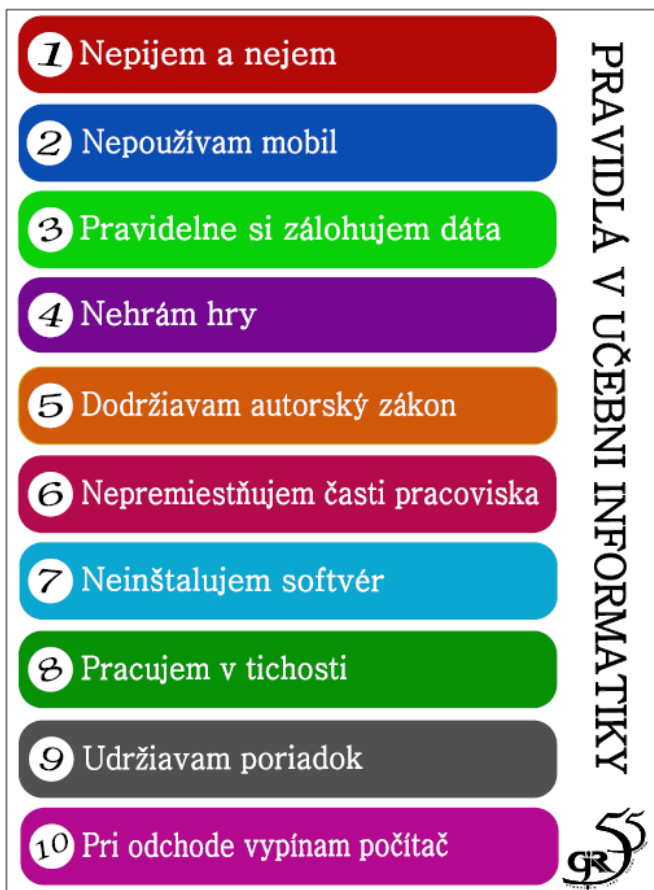 1 Nepijem a nejem
2 Nepoužívam mobil
3 Pravidelne si zálohujem dáta
4 Nehrám hry
5 Dodržiavam autorský zákon
6 Nepremiestňujem časti pracoviska
7 Neinštalujem softvér
8 Pracujem v tichosti
9 Udržiavam poriadok
10 Pri odchode vypínam počítač
PRAVIDLÁ V UČEBNI INFORMATIKY
GJR 55